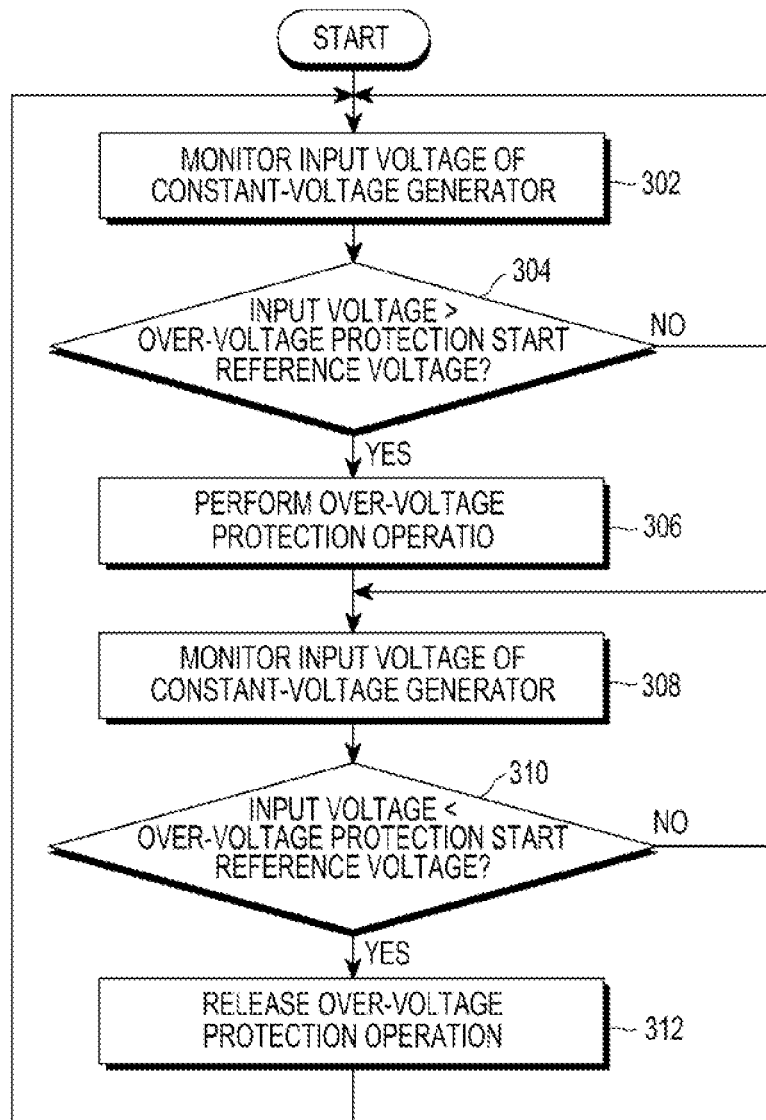 START
MONITOR INPUT VOLTAGE OF
CONSTANT-VOLTAGE GENERATOR
302
304
INPUT VOLTAGE >
OVER-VOLTAGE PROTECTION START
REFERENCE VOLTAGE?
NO
YES
PERFORM OVER-VOLTAGE
PROTECTION OPERATIO
306
MONITOR INPUT VOLTAGE OF
CONSTANT-VOLTAGE GENERATOR
308
310
INPUT VOLTAGE <
OVER-VOLTAGE PROTECTION START
REFERENCE VOLTAGE?
NO
YES
RELEASE OVER-VOLTAGE
PROTECTION OPERATION
312